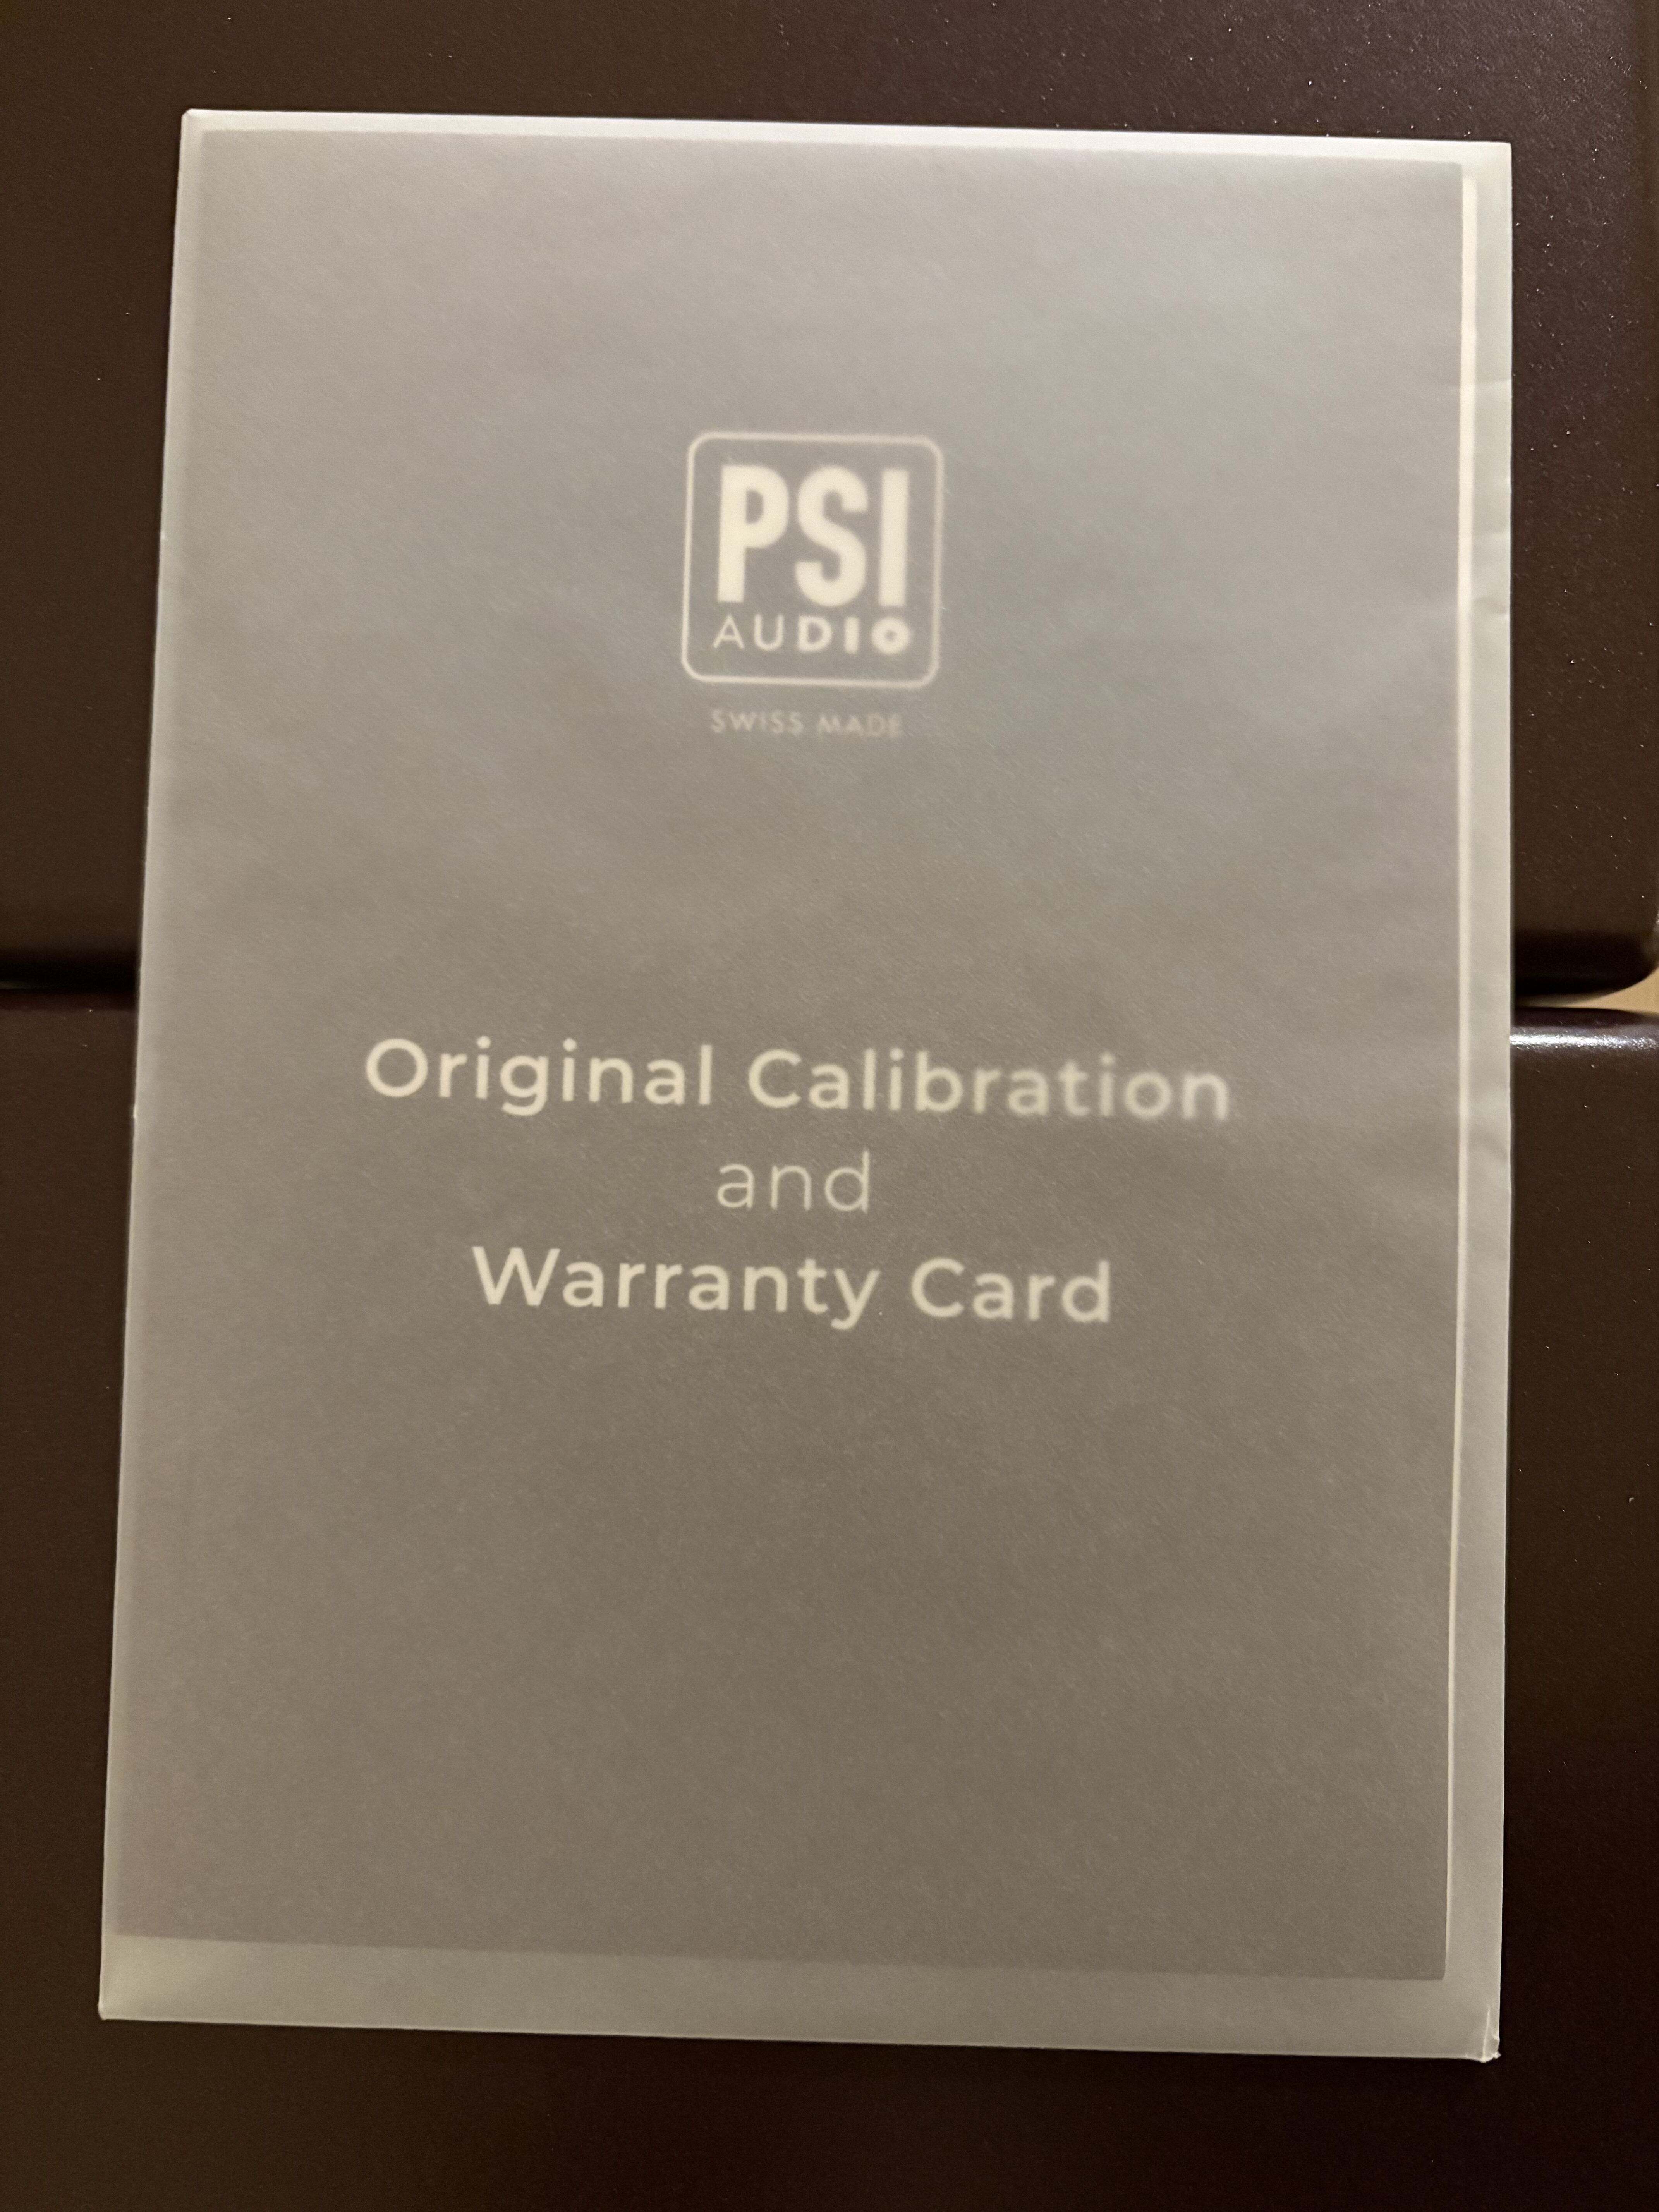 PSI
AUDIO
SWISS MADE
Original Calibration
and
Warranty Card